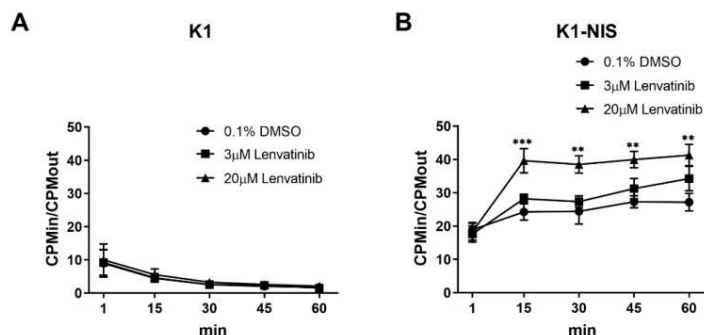 A
K1
0.1% DMSO
3μM Lenvatinib
20μM Lenvatinib
CPMin/CPMout
50
40
30
20
10
0
1 15 30 45 60
min
B
K1-NIS
0.1% DMSO
3μM Lenvatinib
20μM Lenvatinib
CPMin/CPMout
50
40
30
20
10
0
*** ** ** **
1 15 30 45 60
min